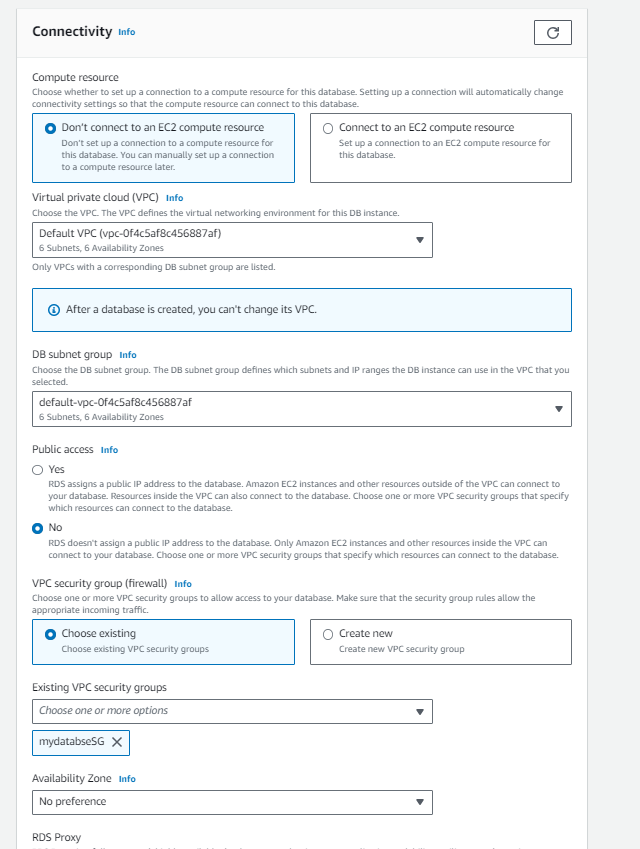 Connectivity Info
Compute resource
Choose whether to set up a connection to a compute resource for this database. Setting up a connection will automatically change
connectivity settings so that the compute resource can connect to this database.
Don't connect to an EC2 compute resource
Don't set up a connection to a compute resource for
this database. You can manually set up a connection
to a compute resource later.
Connect to an EC2 compute resource
Set up a connection to an EC2 compute resource for
this database.
Virtual private cloud (VPC) Info
Choose the VPC. The VPC defines the virtual networking environment for this DB instance.
Default VPC (vpc-0f4c5af8c456887af)
6 Subnets, 6 Availability Zones
Only VPCs with a corresponding DB subnet group are listed.
After a database is created, you can't change its VPC.
DB subnet group Info
Choose the DB subnet group. The DB subnet group defines which subnets and IP ranges the DB instance can use in the VPC that you
selected.
default-vpc-0f4c5af8c456887af
6 Subnets, 6 Availability Zones
Public access Info
Yes
RDS assigns a public IP address to the database. Amazon EC2 instances and other resources outside of the VPC can connect to
your database. Resources inside the VPC can also connect to the database. Choose one or more VPC security groups that specify
which resources can connect to the database.
No
RDS doesn't assign a public IP address to the database. Only Amazon EC2 instances and other resources inside the VPC can
connect to your database. Choose one or more VPC security groups that specify which resources can connect to the database.
VPC security group (firewall) Info
Choose one or more VPC security groups to allow access to your database. Make sure that the security group rules allow the
appropriate incoming traffic.
Choose existing
Choose existing VPC security groups
Create new
Create new VPC security group
Existing VPC security groups
Choose one or more options
mydatabseSG
Availability Zone Info
No preference
RDS Proxy